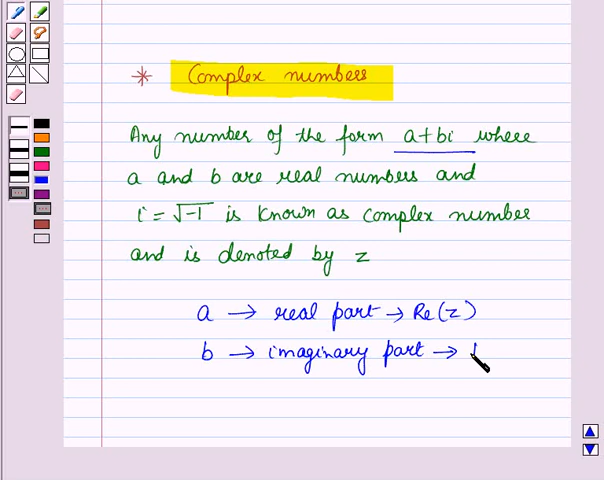 * Complex numbers
Any number of the form a+bi where
a and b are real numbers and
i = √-1 is known as complex number
and is denoted by z
a → real part → Re(z)
b → imaginary part →